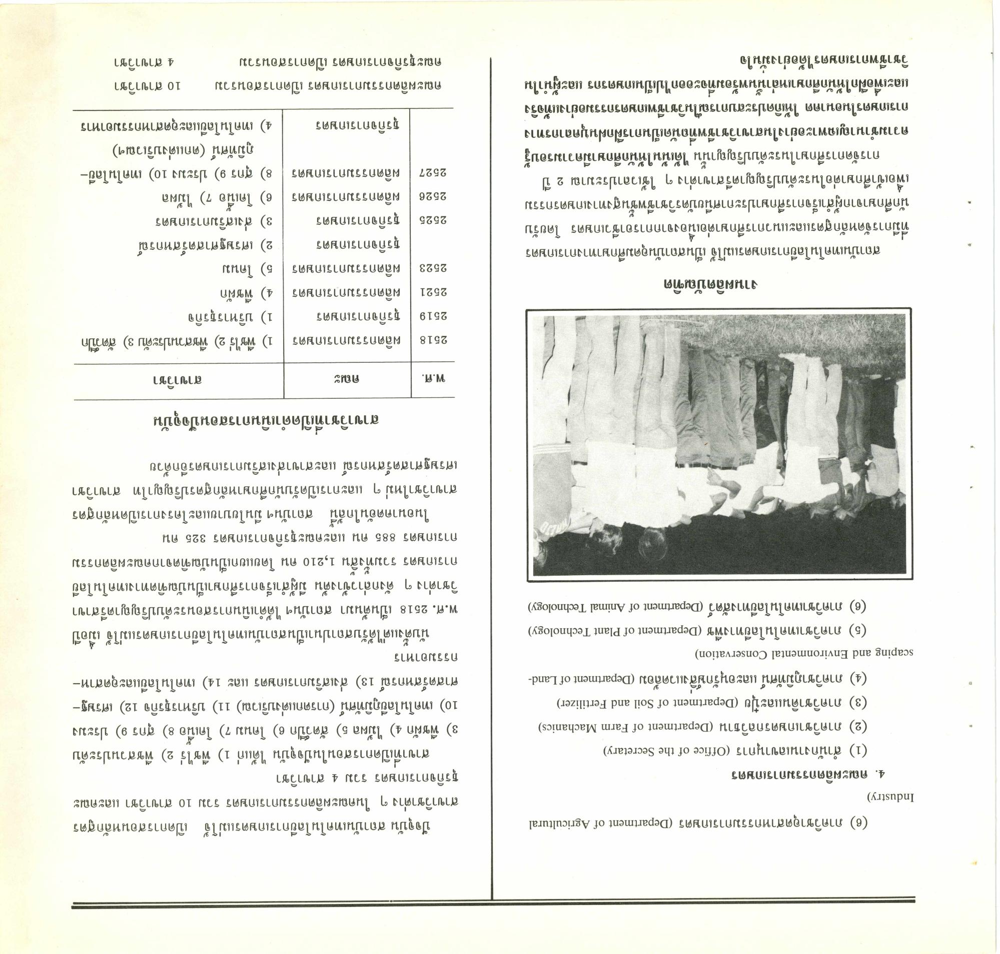 (6) ภาควิชาอุตสาหกรรมการเกษตร (Department of Agricultural
Industry)
4. คณะผลิตกรรมการเกษตร
(1) สำนักงานเลขานุการ (Office of the Secretary)
(2) ภาควิชาเกษตรกลวิธาน (Department of Farm Machanics)
(3) ภาควิชาดินและปุ๋ย (Department of Soil and Fertilizer)
(4) ภาควิชาภูมิทัศน์ และอนุรักษ์สิ่งแวดล้อม (Department of Land-
scaping and Environmental Conservation)
(5) ภาควิชาเทคโนโลยีทางพืช (Department of Plant Technology)
(6) ภาควิชาเทคโนโลยีทางสัตว์ (Department of Animal Technology)
งานผลิตบัณฑิต
สถาบันเทคโนโลยีการเกษตรแม่โจ้ เป็นสถาบันอุดมศึกษาทางการเกษตร
ที่มีการจัดหลักสูตรและแนวการศึกษาต่อเนื่องจากการอาชีวเกษตร โดยรับ
นักศึกษาจากผู้สำเร็จการศึกษาประกาศนียบัตรวิชาชีพชั้นสูงทางเกษตรกรรม
เพื่อเข้าศึกษาต่อในระดับปริญญาตรีสาขาต่าง ๆ ใช้เวลาประมาณ 2 ปี
การจัดการศึกษาในระดับปริญญานั้น ได้เน้นให้นักศึกษามีความรอบรู้
ความชำนาญเฉพาะอย่างในสาขาวิชาชีพที่ถนัดเป็นการฝึกฝนบุคลากรทาง
การเกษตรในอนาคต ให้เกิดประสบการณ์ในวิชาชีพเกษตรกรรมอย่างแท้จริง
และเพื่อฝึกให้นักศึกษาเหล่านั้นพร้อมที่จะออกไปเป็นเกษตรกร และผู้นำใน
วิชาชีพการเกษตรได้อย่างมั่นใจ
ปัจจุบัน สถาบันเทคโนโลยีการเกษตรแม่โจ้ เปิดการสอนหลักสูตร
สาขาวิชาต่าง ๆ ในคณะผลิตกรรมการเกษตร รวม 10 สาขาวิชา และคณะ
ธุรกิจการเกษตร รวม 4 สาขาวิชา
สาขาที่เปิดการสอนในปัจจุบัน ได้แก่ 1) พืชไร่ 2) พืชสวนประดับ
3) พืชผัก 4) ไม้ผล 5) สัตว์ปีก 6) โคนม 7) โคเนื้อ 8) สุกร 9) ประมง
10) เทคโนโลยีภูมิทัศน์ (การตกแต่งบริเวณ) 11) บริหารธุรกิจ 12) เศรษฐ-
ศาสตร์สหกรณ์ 13) ส่งเสริมการเกษตร และ 14) เทคโนโลยีและอุตสาห-
กรรมอาหาร
นับตั้งแต่ได้รับสถาปนาเป็นสถาบันเทคโนโลยีการเกษตรแม่โจ้ เมื่อปี
พ.ศ. 2518 เป็นต้นมา สถาบันฯ ได้ดำเนินการสอนระดับปริญญาตรีสาขา
วิชาต่าง ๆ ดังกล่าวข้างต้น มีผู้สำเร็จการศึกษาเป็นบัณฑิตทางเทคโนโลยี
การเกษตร รวมทั้งสิ้น 1,210 คน โดยแยกเป็นบัณฑิตจากคณะผลิตกรรม
การเกษตร 885 คน และคณะธุรกิจการเกษตร 325 คน
ในอนาคตอันใกล้นี้ สถาบันฯ มีนโยบายและโครงการเปิดหลักสูตร
สาขาวิชาใหม่ ๆ และการเปิดรับนักศึกษาหลักสูตรปริญญาโท สาขาวิชา
เศรษฐศาสตร์สหกรณ์ และสาขาส่งเสริมการเกษตรอีกด้วย
สาขาวิชาที่เปิดดำเนินการสอนปัจจุบัน
พ.ศ. คณะ สาขาวิชา
2518 ผลิตกรรมการเกษตร 1) พืชไร่ 2) พืชสวนประดับ 3) สัตว์ปีก
2519 ธุรกิจการเกษตร 1) บริหารธุรกิจ
2521 ผลิตกรรมการเกษตร 4) พืชผัก
2523 ผลิตกรรมการเกษตร 5) โคนม
ธุรกิจการเกษตร 2) เศรษฐศาสตร์สหกรณ์
2525 ธุรกิจการเกษตร 3) ส่งเสริมการเกษตร
2526 ผลิตกรรมการเกษตร 6) โคเนื้อ 7) ไม้ผล
2527 ผลิตกรรมการเกษตร 8) สุกร 9) ประมง 10) เทคโนโลยี-
ภูมิทัศน์ (ตกแต่งบริเวณฯ)
ธุรกิจการเกษตร 4) เทคโนโลยีและอุตสาหกรรมอาหาร
คณะผลิตกรรมการเกษตร เปิดการสอนรวม 10 สาขาวิชา
คณะธุรกิจการเกษตร เปิดการสอนรวม 4 สาขาวิชา